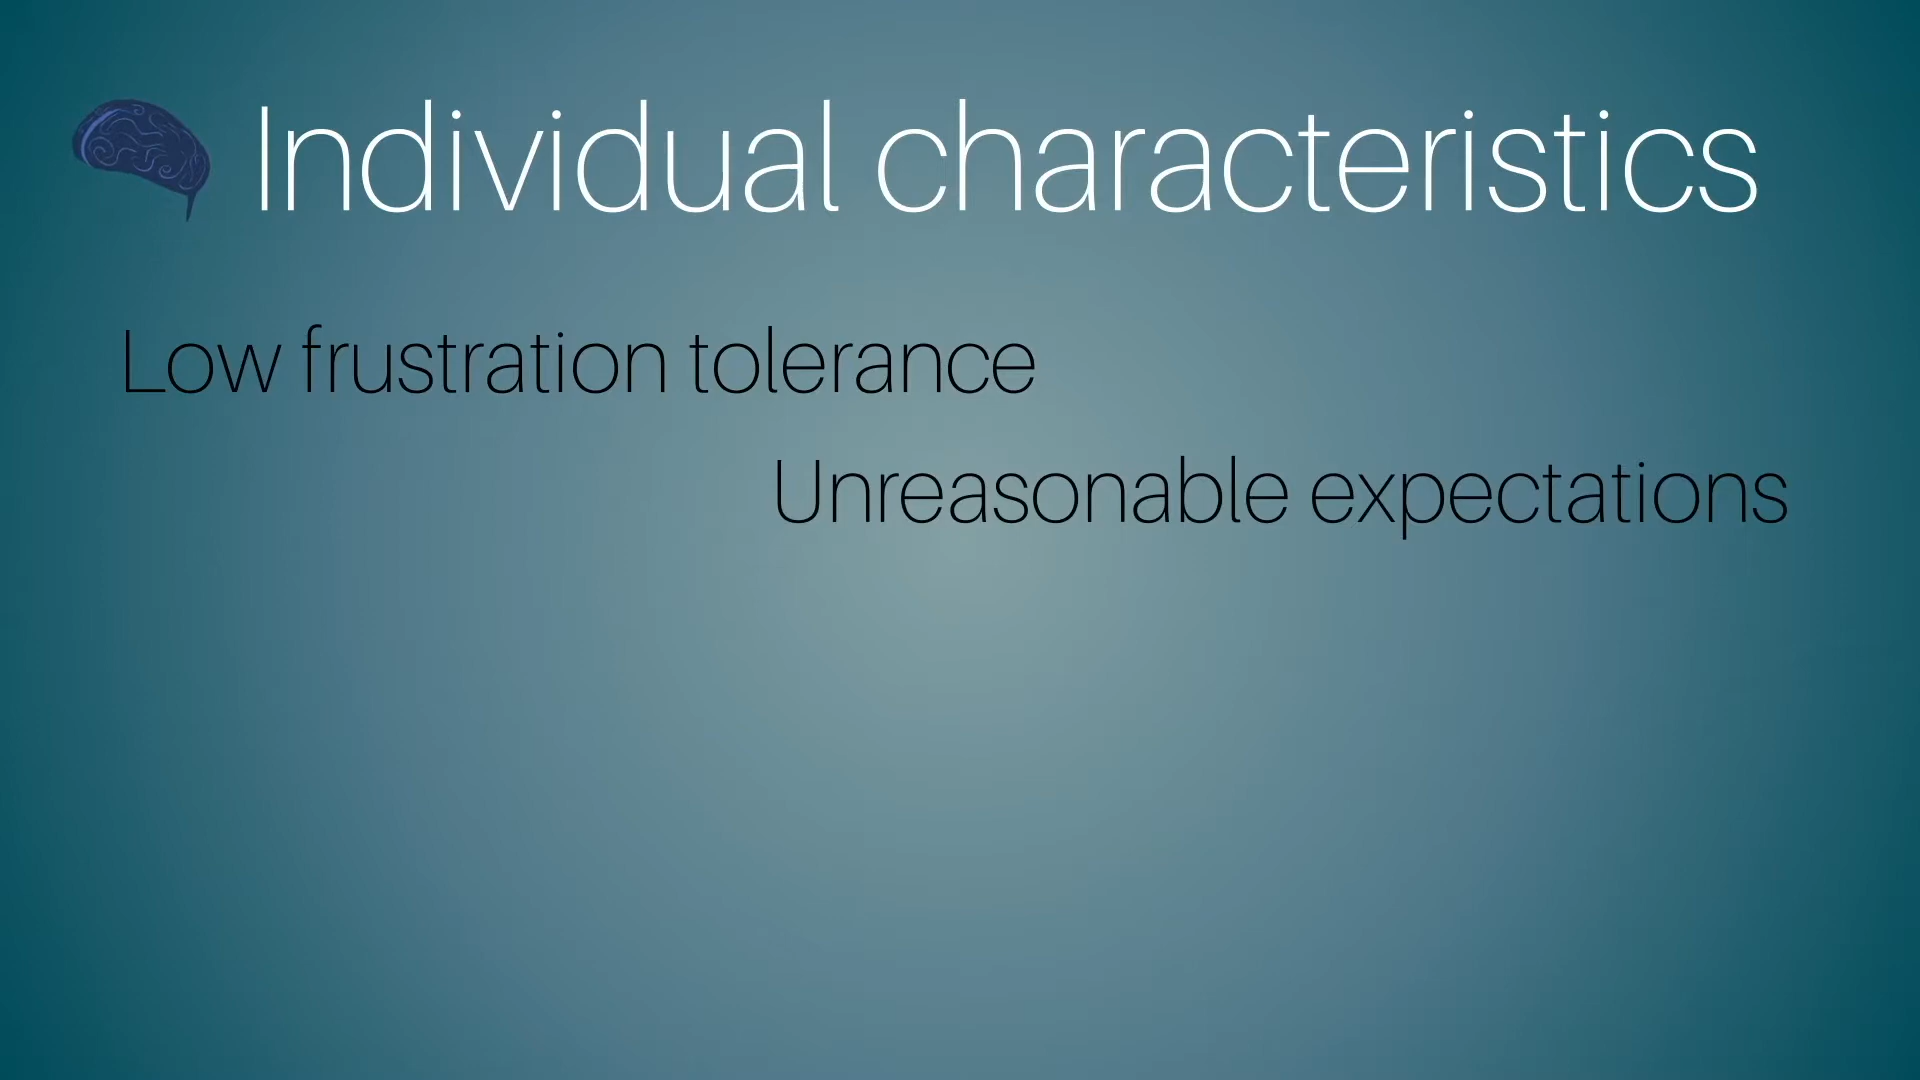 Individual characteristics
Low frustration tolerance
Unreasonable expectations